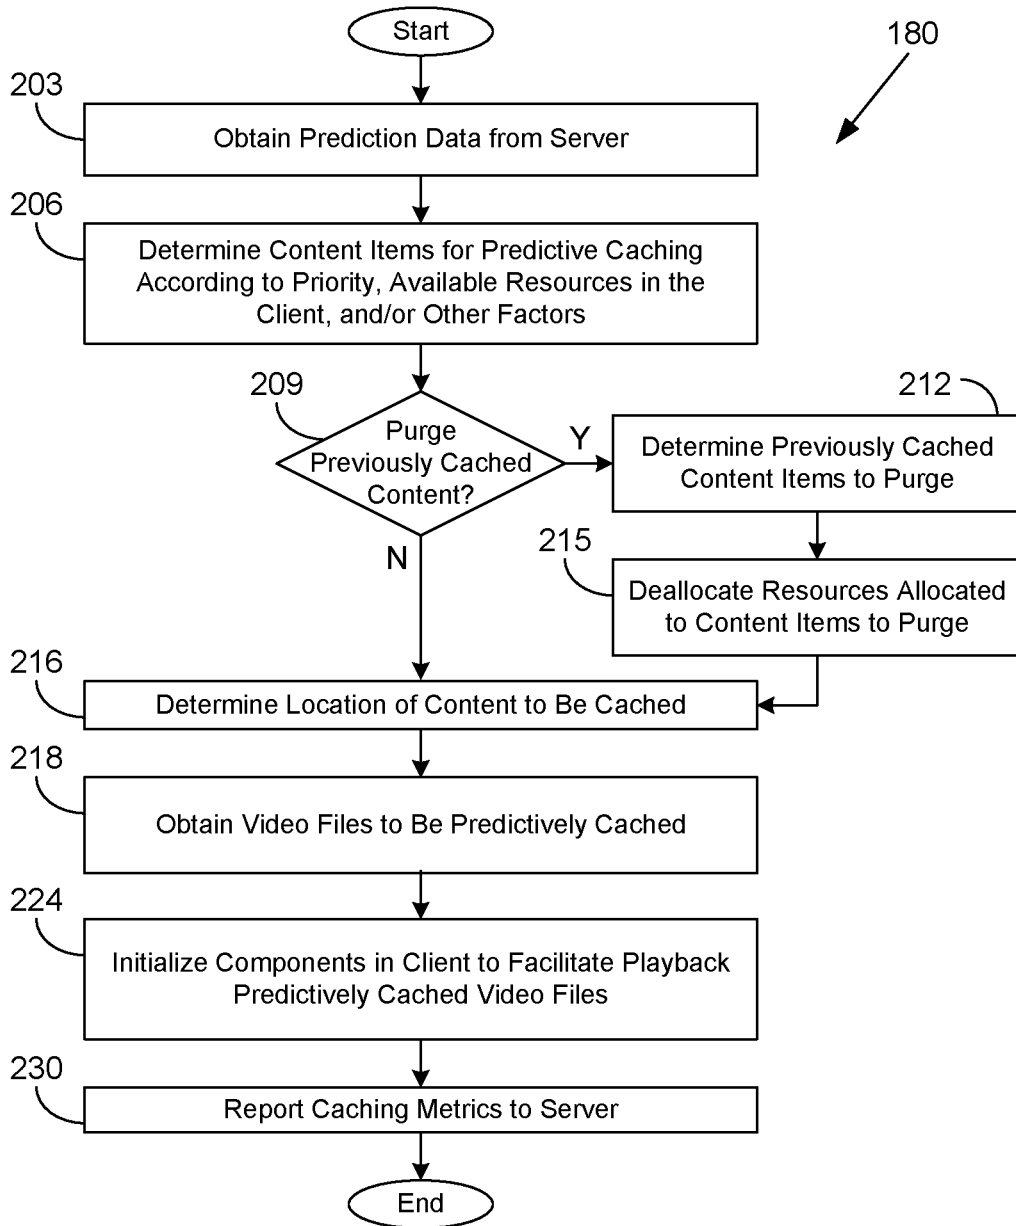 Start
180
203
Obtain Prediction Data from Server
206
Determine Content Items for Predictive Caching
According to Priority, Available Resources in the
Client, and/or Other Factors
209
Purge
Previously Cached
Content?
Y
212
Determine Previously Cached
Content Items to Purge
N
215
Deallocate Resources Allocated
to Content Items to Purge
216
Determine Location of Content to Be Cached
218
Obtain Video Files to Be Predictively Cached
224
Initialize Components in Client to Facilitate Playback
Predictively Cached Video Files
230
Report Caching Metrics to Server
End